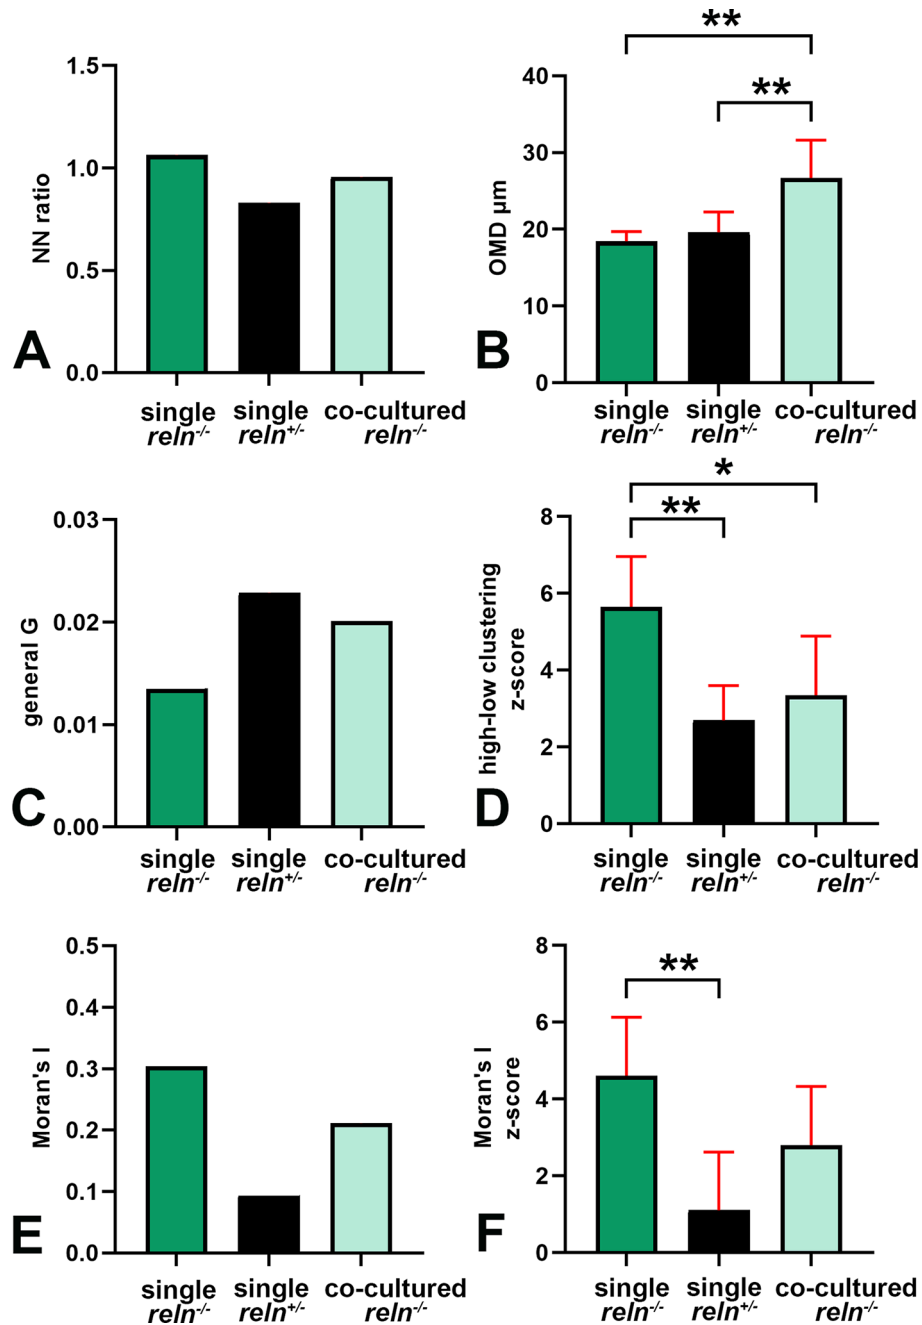 A
NN ratio
1.5
1.0
0.5
0.0
single
reln-/-
single
reln+/-
co-cultured
reln-/-
B
OMD µm
40
30
20
10
0
**
**
single
reln-/-
single
reln+/-
co-cultured
reln-/-
C
general G
0.03
0.02
0.01
0.00
single
reln-/-
single
reln+/-
co-cultured
reln-/-
D
high-low clustering
z-score
8
6
4
2
0
*
**
single
reln-/-
single
reln+/-
co-cultured
reln-/-
E
Moran's I
0.5
0.4
0.3
0.2
0.1
0.0
single
reln-/-
single
reln+/-
co-cultured
reln-/-
F
Moran's I
z-score
8
6
4
2
0
**
single
reln-/-
single
reln+/-
co-cultured
reln-/-